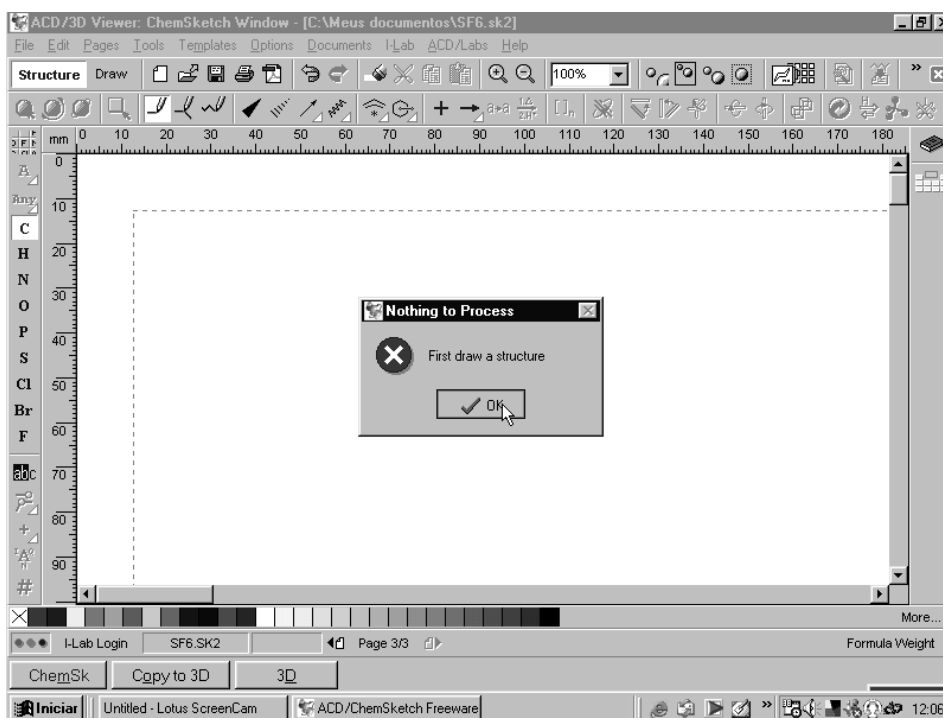 ACD/3D Viewer: ChemSketch Window - [C:\Meus documentos\SF6.sk2]
File Edit Pages Tools Templates Options Documents I-Lab ACD/Labs Help
Structure Draw 100%
mm 0 10 20 30 40 50 60 70 80 90 100 110 120 130 140 150 160 170 180
0
A
Any
10
C
H
20
N
O
30
P
40
S
Cl
50
Br
60
F
abc
70
80
90
#
Nothing to Process
First draw a structure
OK
More...
I-Lab Login SF6.SK2 Page 3/3 Formula Weight
ChemSk Copy to 3D 3D
Iniciar Untitled - Lotus ScreenCam ACD/ChemSketch Freeware 12:06